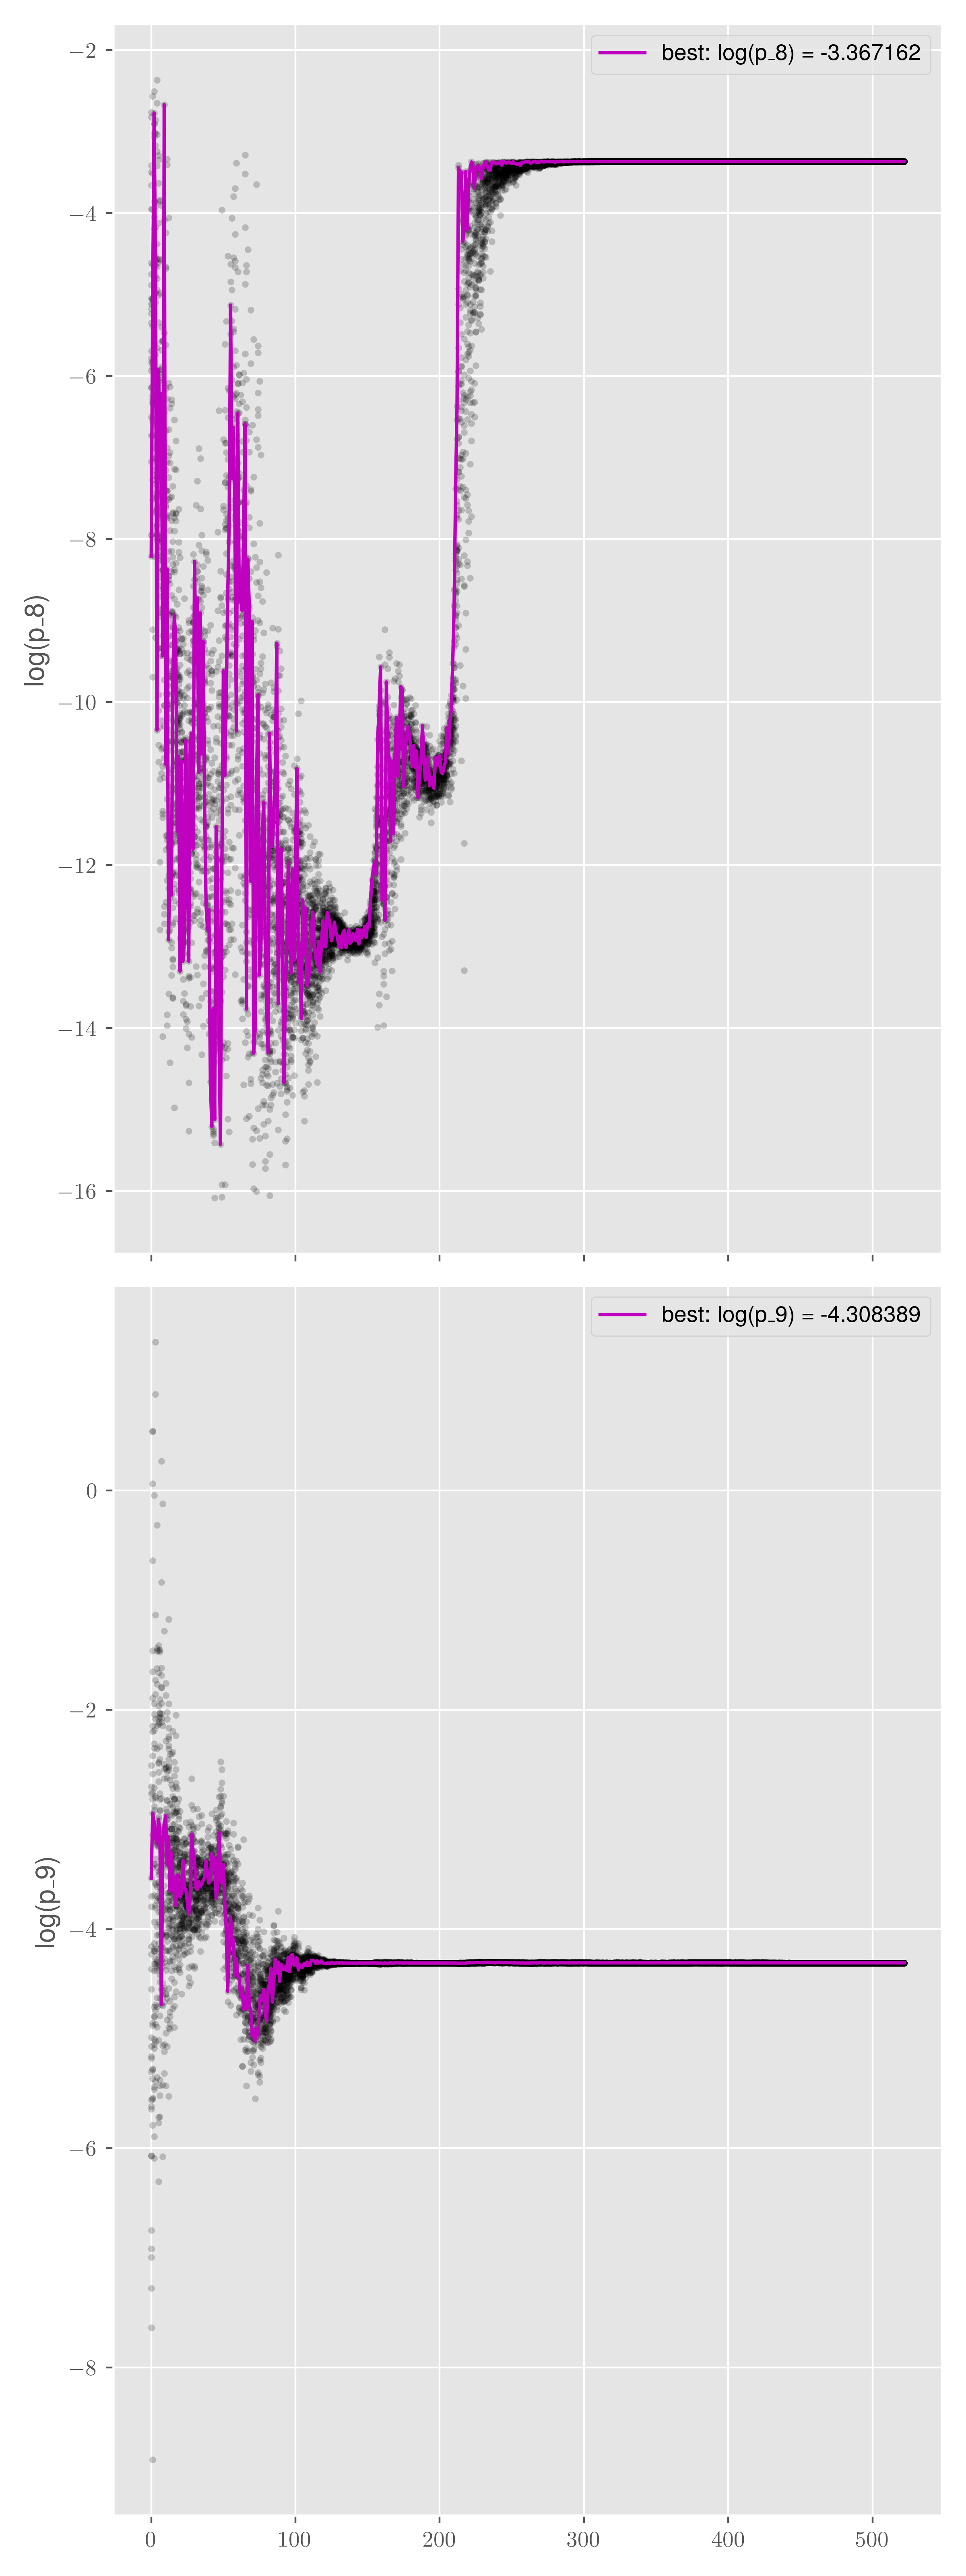 best: log(p_8) = -3.367162
−2
−4
−6
−8
−10
−12
−14
−16
log(p_8)
best: log(p_9) = -4.308389
0
−2
−4
−6
−8
log(p_9)
0 100 200 300 400 500